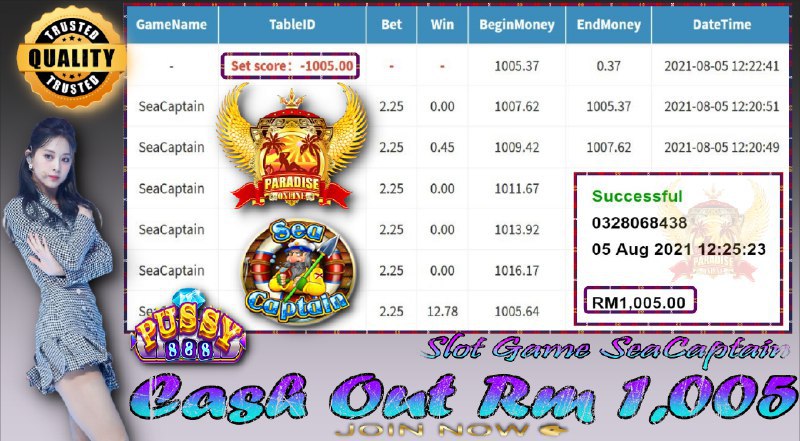 TRUSTED
QUALITY
TRUSTED
GameName TableID Bet Win BeginMoney EndMoney DateTime
- Set score: -1005.00 - - 1005.37 0.37 2021-08-05 12:22:41
SeaCaptain 2.25 0.00 1007.62 1005.37 2021-08-05 12:20:51
SeaCaptain 2.25 0.45 1009.42 1007.62 2021-08-05 12:20:49
SeaCaptain 2.25 0.00 1011.67
SeaCaptain 2.25 0.00 1013.92
SeaCaptain 2.25 0.00 1016.17
2.25 12.78 1005.64
PARADISE
ONLINE
Sea
Captain
PUSSY
888
Successful
0328068438
05 Aug 2021 12:25:23
PARADISE
RM1,005.00
Slot Game SeaCaptain
Cash Out Rm 1,005
JOIN NOW